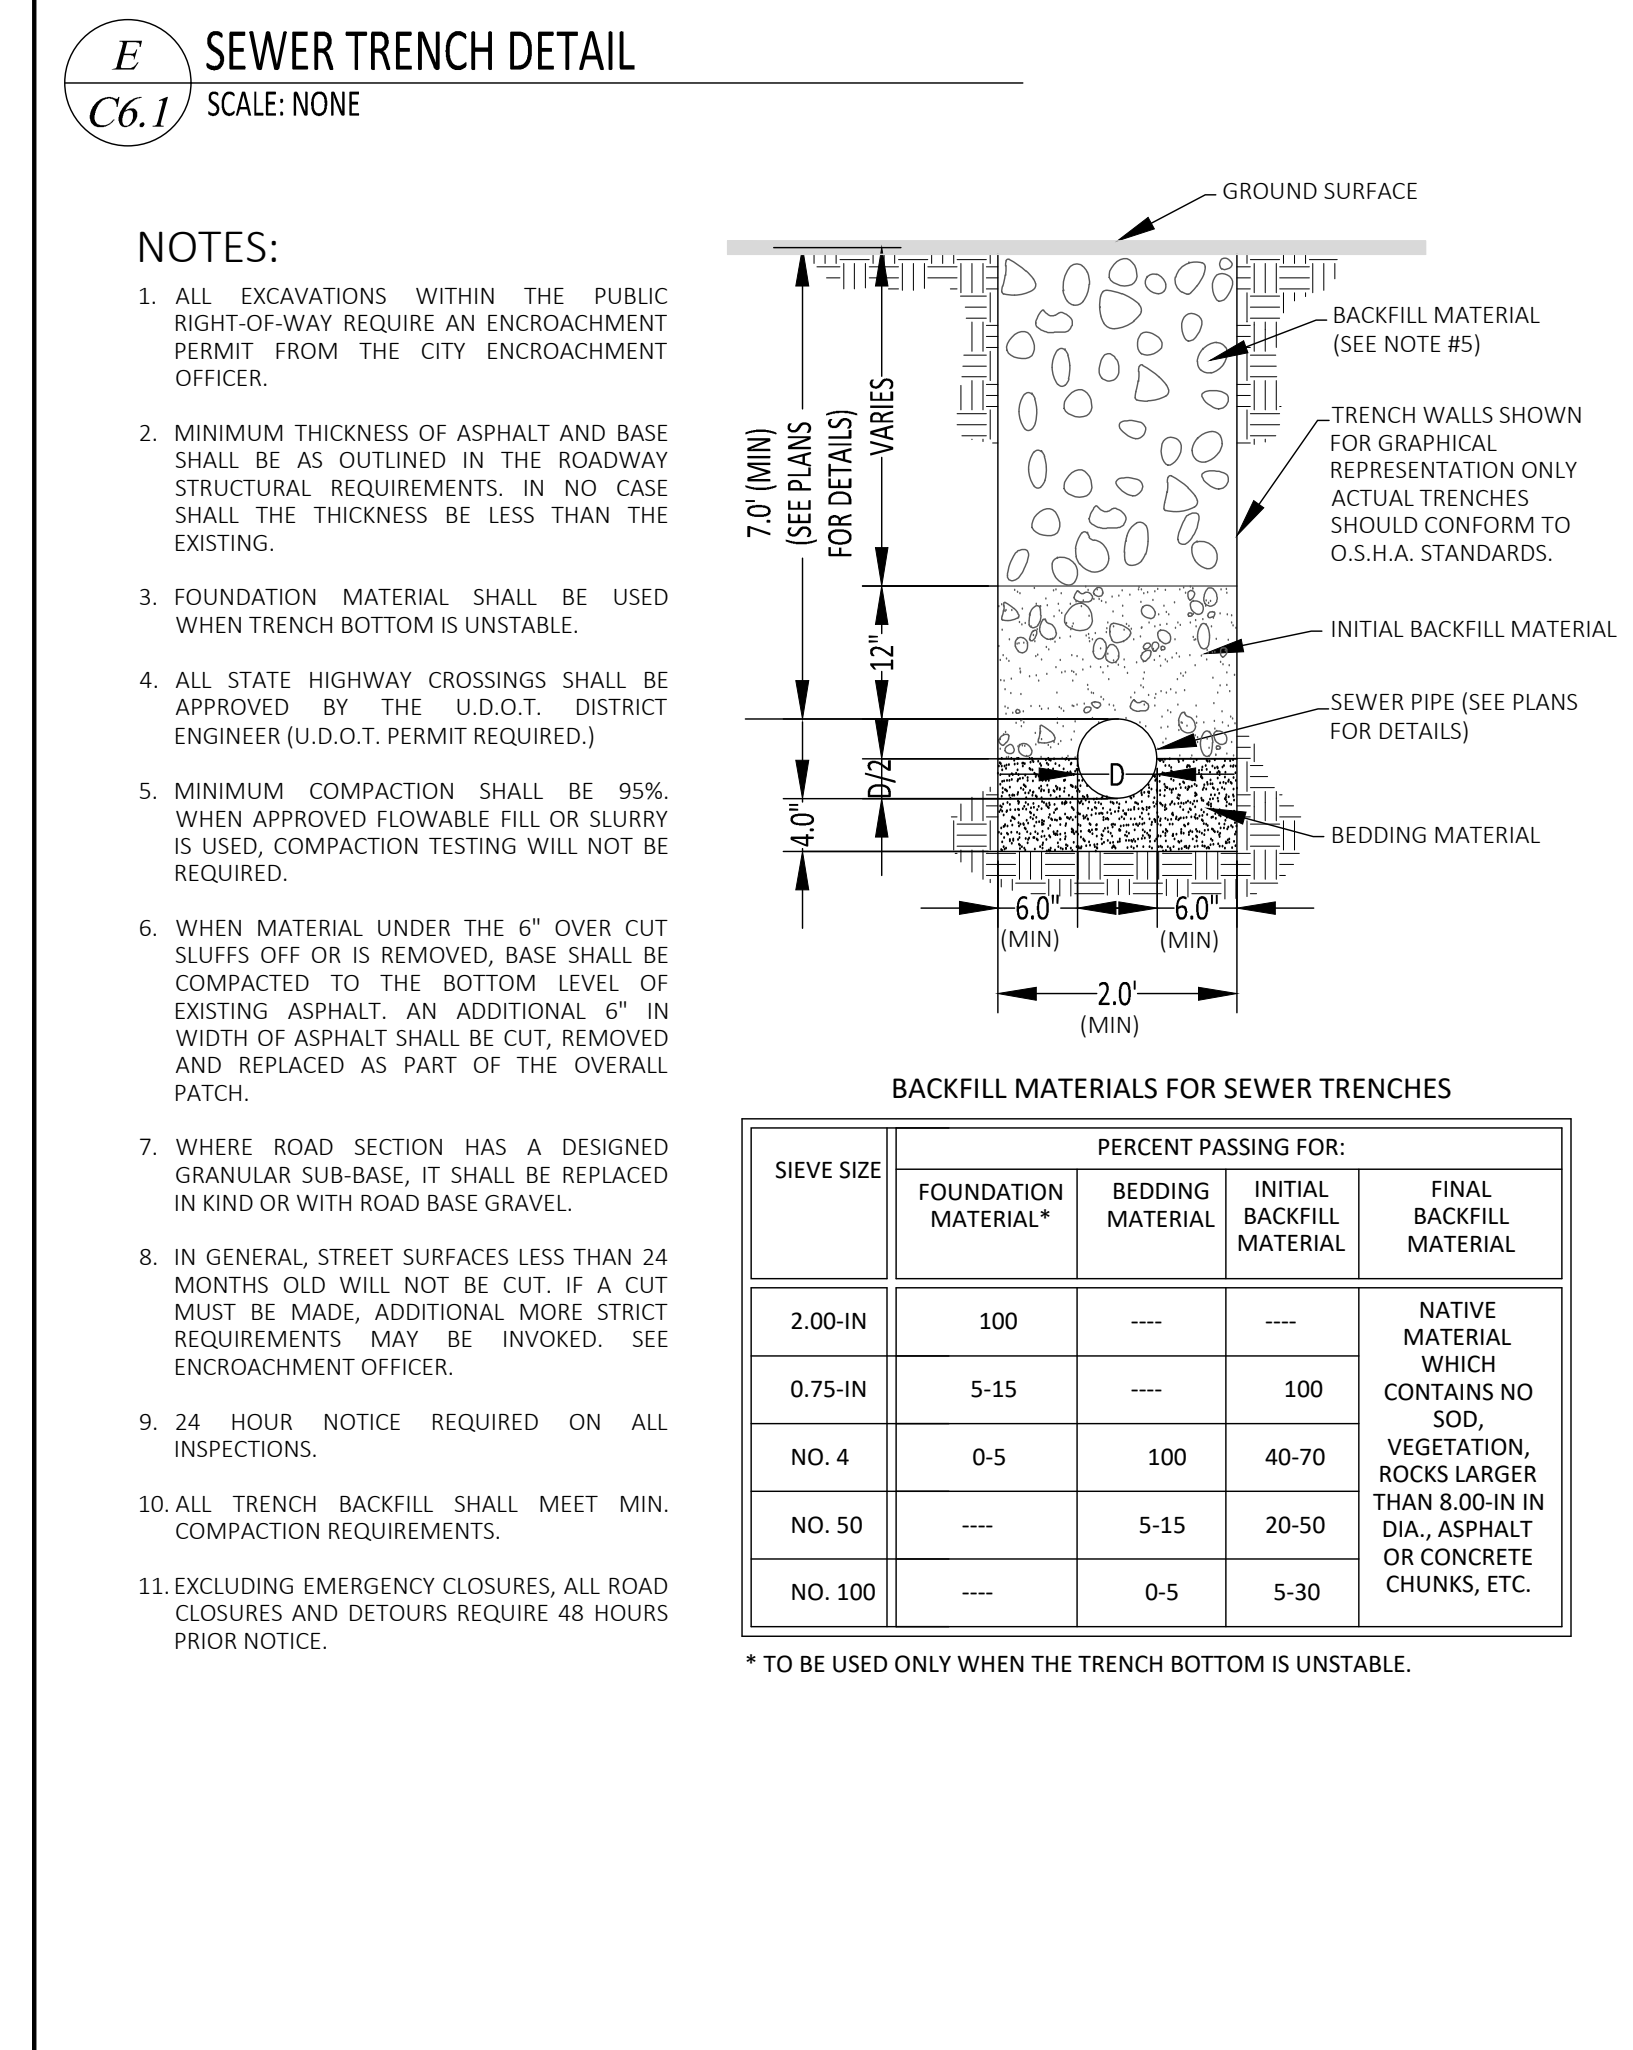 E
C6.1
SEWER TRENCH DETAIL
SCALE: NONE
NOTES:
1. ALL EXCAVATIONS WITHIN THE PUBLIC
RIGHT-OF-WAY REQUIRE AN ENCROACHMENT
PERMIT FROM THE CITY ENCROACHMENT
OFFICER.
2. MINIMUM THICKNESS OF ASPHALT AND BASE
SHALL BE AS OUTLINED IN THE ROADWAY
STRUCTURAL REQUIREMENTS. IN NO CASE
SHALL THE THICKNESS BE LESS THAN THE
EXISTING.
3. FOUNDATION MATERIAL SHALL BE USED
WHEN TRENCH BOTTOM IS UNSTABLE.
4. ALL STATE HIGHWAY CROSSINGS SHALL BE
APPROVED BY THE U.D.O.T. DISTRICT
ENGINEER (U.D.O.T. PERMIT REQUIRED.)
5. MINIMUM COMPACTION SHALL BE 95%.
WHEN APPROVED FLOWABLE FILL OR SLURRY
IS USED, COMPACTION TESTING WILL NOT BE
REQUIRED.
6. WHEN MATERIAL UNDER THE 6" OVER CUT
SLUFFS OFF OR IS REMOVED, BASE SHALL BE
COMPACTED TO THE BOTTOM LEVEL OF
EXISTING ASPHALT. AN ADDITIONAL 6" IN
WIDTH OF ASPHALT SHALL BE CUT, REMOVED
AND REPLACED AS PART OF THE OVERALL
PATCH.
7. WHERE ROAD SECTION HAS A DESIGNED
GRANULAR SUB-BASE, IT SHALL BE REPLACED
IN KIND OR WITH ROAD BASE GRAVEL.
8. IN GENERAL, STREET SURFACES LESS THAN 24
MONTHS OLD WILL NOT BE CUT. IF A CUT
MUST BE MADE, ADDITIONAL MORE STRICT
REQUIREMENTS MAY BE INVOKED. SEE
ENCROACHMENT OFFICER.
9. 24 HOUR NOTICE REQUIRED ON ALL
INSPECTIONS.
10. ALL TRENCH BACKFILL SHALL MEET MIN.
COMPACTION REQUIREMENTS.
11. EXCLUDING EMERGENCY CLOSURES, ALL ROAD
CLOSURES AND DETOURS REQUIRE 48 HOURS
PRIOR NOTICE.
GROUND SURFACE
BACKFILL MATERIAL
(SEE NOTE #5)
TRENCH WALLS SHOWN
FOR GRAPHICAL
REPRESENTATION ONLY
ACTUAL TRENCHES
SHOULD CONFORM TO
O.S.H.A. STANDARDS.
INITIAL BACKFILL MATERIAL
SEWER PIPE (SEE PLANS
FOR DETAILS)
BEDDING MATERIAL
7.0' (MIN)
(SEE PLANS
FOR DETAILS)
VARIES
12"
D/2
4.0"
D
6.0"
(MIN)
6.0"
(MIN)
2.0'
(MIN)
BACKFILL MATERIALS FOR SEWER TRENCHES
SIEVE SIZE
PERCENT PASSING FOR:
FOUNDATION
MATERIAL*
BEDDING
MATERIAL
INITIAL
BACKFILL
MATERIAL
FINAL
BACKFILL
MATERIAL
2.00-IN 100 ---- ----
0.75-IN 5-15 ---- 100
NO. 4 0-5 100 40-70
NO. 50 ---- 5-15 20-50
NO. 100 ---- 0-5 5-30
NATIVE
MATERIAL
WHICH
CONTAINS NO
SOD,
VEGETATION,
ROCKS LARGER
THAN 8.00-IN IN
DIA., ASPHALT
OR CONCRETE
CHUNKS, ETC.
* TO BE USED ONLY WHEN THE TRENCH BOTTOM IS UNSTABLE.